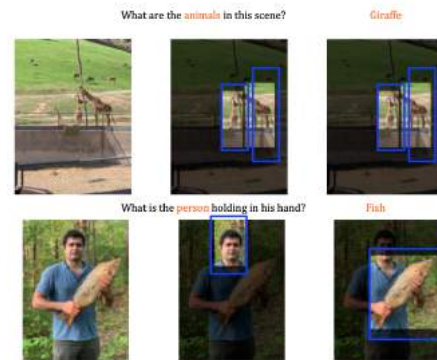 What are the animals in this scene? Giraffe
What is the person holding in his hand? Fish